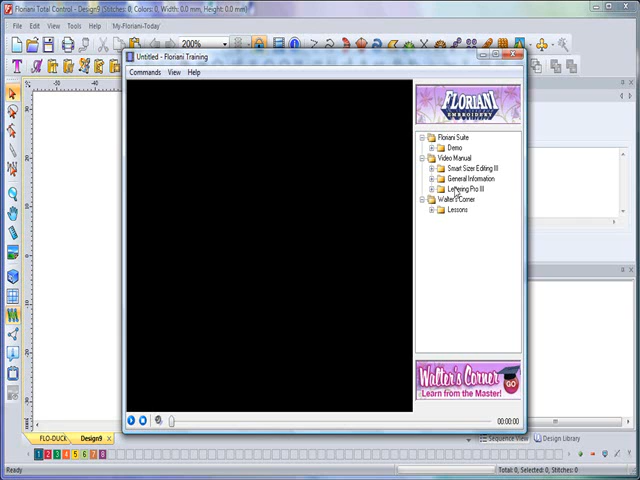 Floriani Total Control - Design9 [Stitches: 0; Colors: 0, Width: 0.0 mm, Height: 0.0 mm]
File Edit View Tools Help My-Floriani-Today
200%
Untitled - Floriani Training
Commands View Help
FLORIANI
EMBROIDERY
Floriani Suite
Demo
Video Manual
Smart Sizer Editing III
General Information
Lettering Pro III
Walter's Corner
Lessons
Walter's Corner
GO
Learn from the Master!
00:00:00
FLO-DUCK Design9
Sequence View Design Library
1 2 3 4 5 6 7 8
Ready
Total: 0, Selected: 0, Stitches: 0